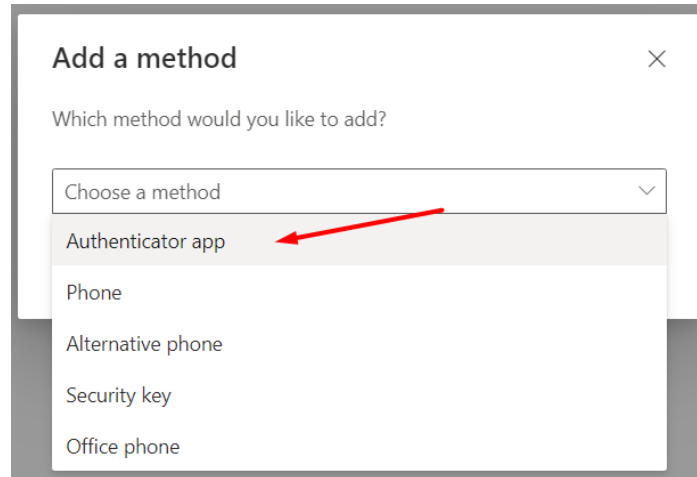 Add a method
Which method would you like to add?
Choose a method
Authenticator app
Phone
Alternative phone
Security key
Office phone